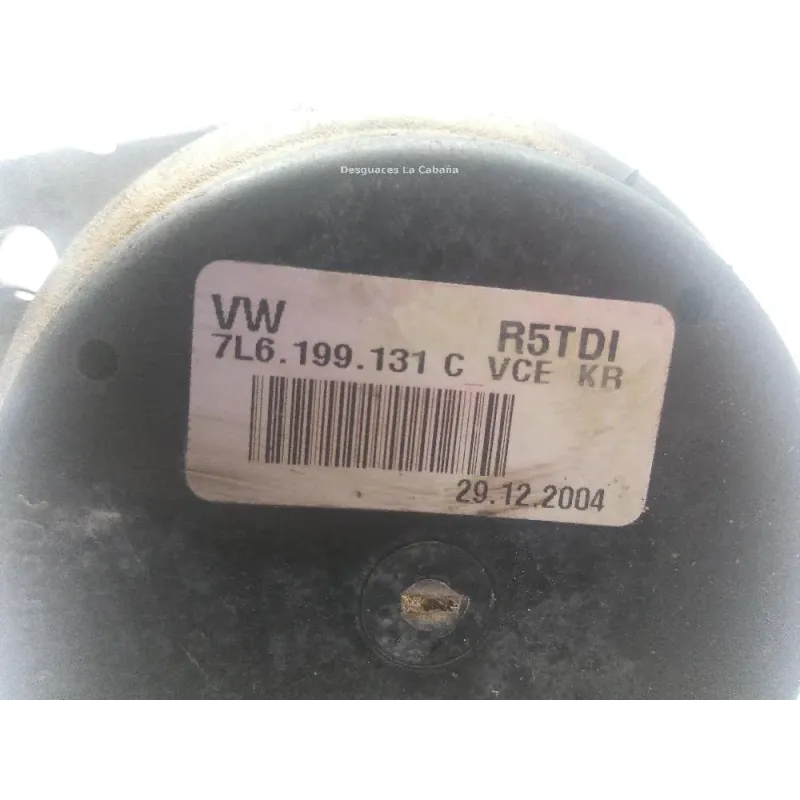 Desguaces La Cabaña
VW R5TDI
7L6.199.131 C VCE KR
29.12.2004